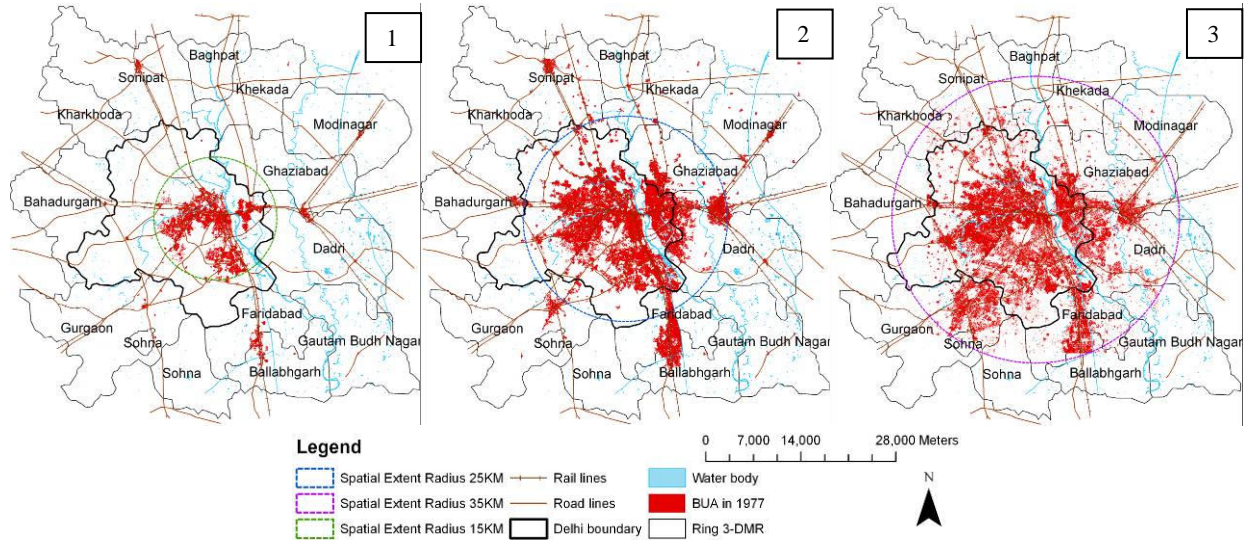 1
Baghpat
Sonipat
Khekada
Kharkhoda
Modinagar
Ghaziabad
Bahadurgarh
Dadri
Gurgaon
Faridabad
Sohna
Gautam Budh Nagar
Sohna
Ballabhgarh
2
Baghpat
Sonipat
Khekada
Kharkhoda
Modinagar
Ghaziabad
Bahadurgarh
Dadri
Gurgaon
Faridabad
Sohna
Gautam Budh Nagar
Sohna
Ballabhgarh
3
Baghpat
Sonipat
Khekada
Kharkhoda
Modinagar
Ghaziabad
Bahadurgarh
Dadri
Gurgaon
Faridabad
Sohna
Gautam Budh Nagar
Sohna
Ballabhgarh
Legend
0 7,000 14,000 28,000 Meters
Spatial Extent Radius 25KM Rail lines Water body
Spatial Extent Radius 35KM Road lines BUA in 1977
Spatial Extent Radius 15KM Delhi boundary Ring 3-DMR
N